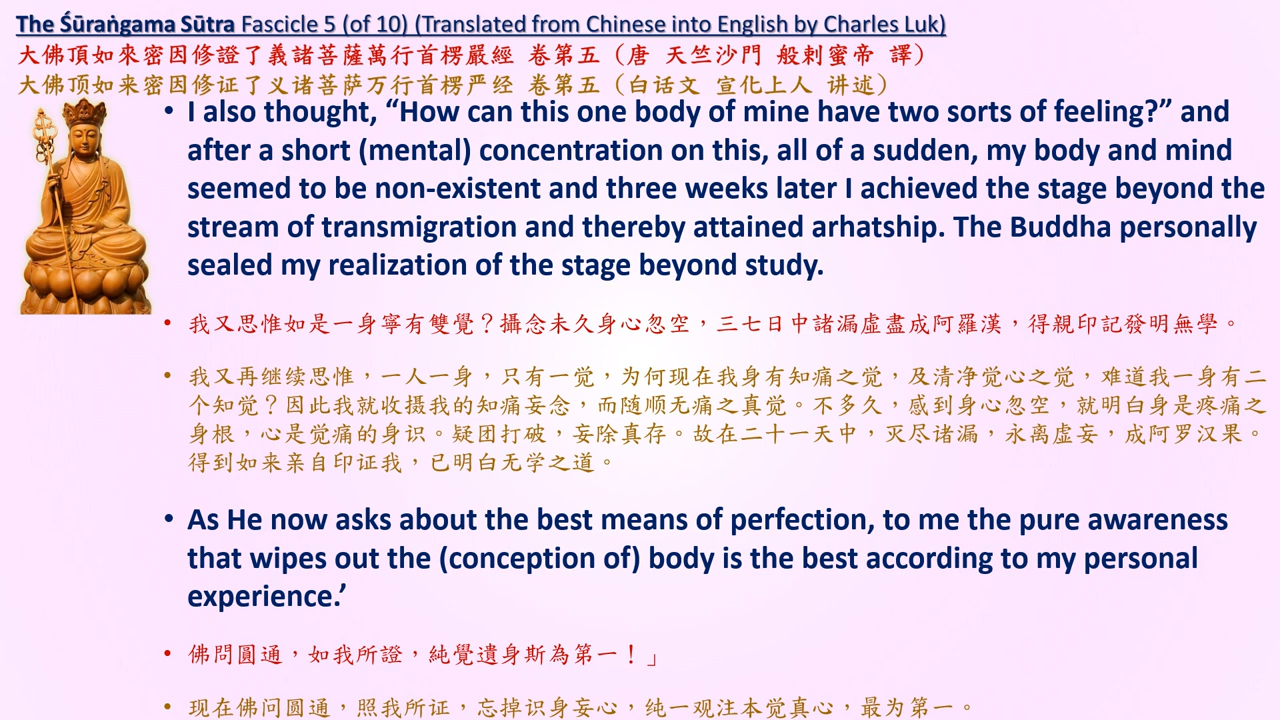 The Śūraṅgama Sūtra Fascicle 5 (of 10) (Translated from Chinese into English by Charles Luk)
大佛頂如來密因修證了義諸菩薩萬行首楞嚴經 卷第五（唐 天竺沙門 般剌蜜帝 譯）
大佛顶如来密因修证了义诸菩萨万行首楞严经 卷第五（白话文 宣化上人 讲述）
• I also thought, “How can this one body of mine have two sorts of feeling?” and
after a short (mental) concentration on this, all of a sudden, my body and mind
seemed to be non-existent and three weeks later I achieved the stage beyond the
stream of transmigration and thereby attained arhatship. The Buddha personally
sealed my realization of the stage beyond study.
• 我又思惟如是一身寧有雙覺？攝念未久身心忽空，三七日中諸漏虛盡成阿羅漢，得親印記發明無學。
• 我又再继续思惟，一人一身，只有一觉，为何现在我身有知痛之觉，及清净觉心之觉，难道我一身有二
个知觉？因此我就收摄我的知痛妄念，而随顺无痛之真觉。不多久，感到身心忽空，就明白身是疼痛之
身根，心是觉痛的身识。疑团打破，妄除真存。故在二十一天中，灭尽诸漏，永离虚妄，成阿罗汉果。
得到如来亲自印证我，已明白无学之道。
• As He now asks about the best means of perfection, to me the pure awareness
that wipes out the (conception of) body is the best according to my personal
experience.’
• 佛問圓通，如我所證，純覺遺身斯為第一！」
• 现在佛问圆通，照我所证，忘掉识身妄心，纯一观注本觉真心，最为第一。